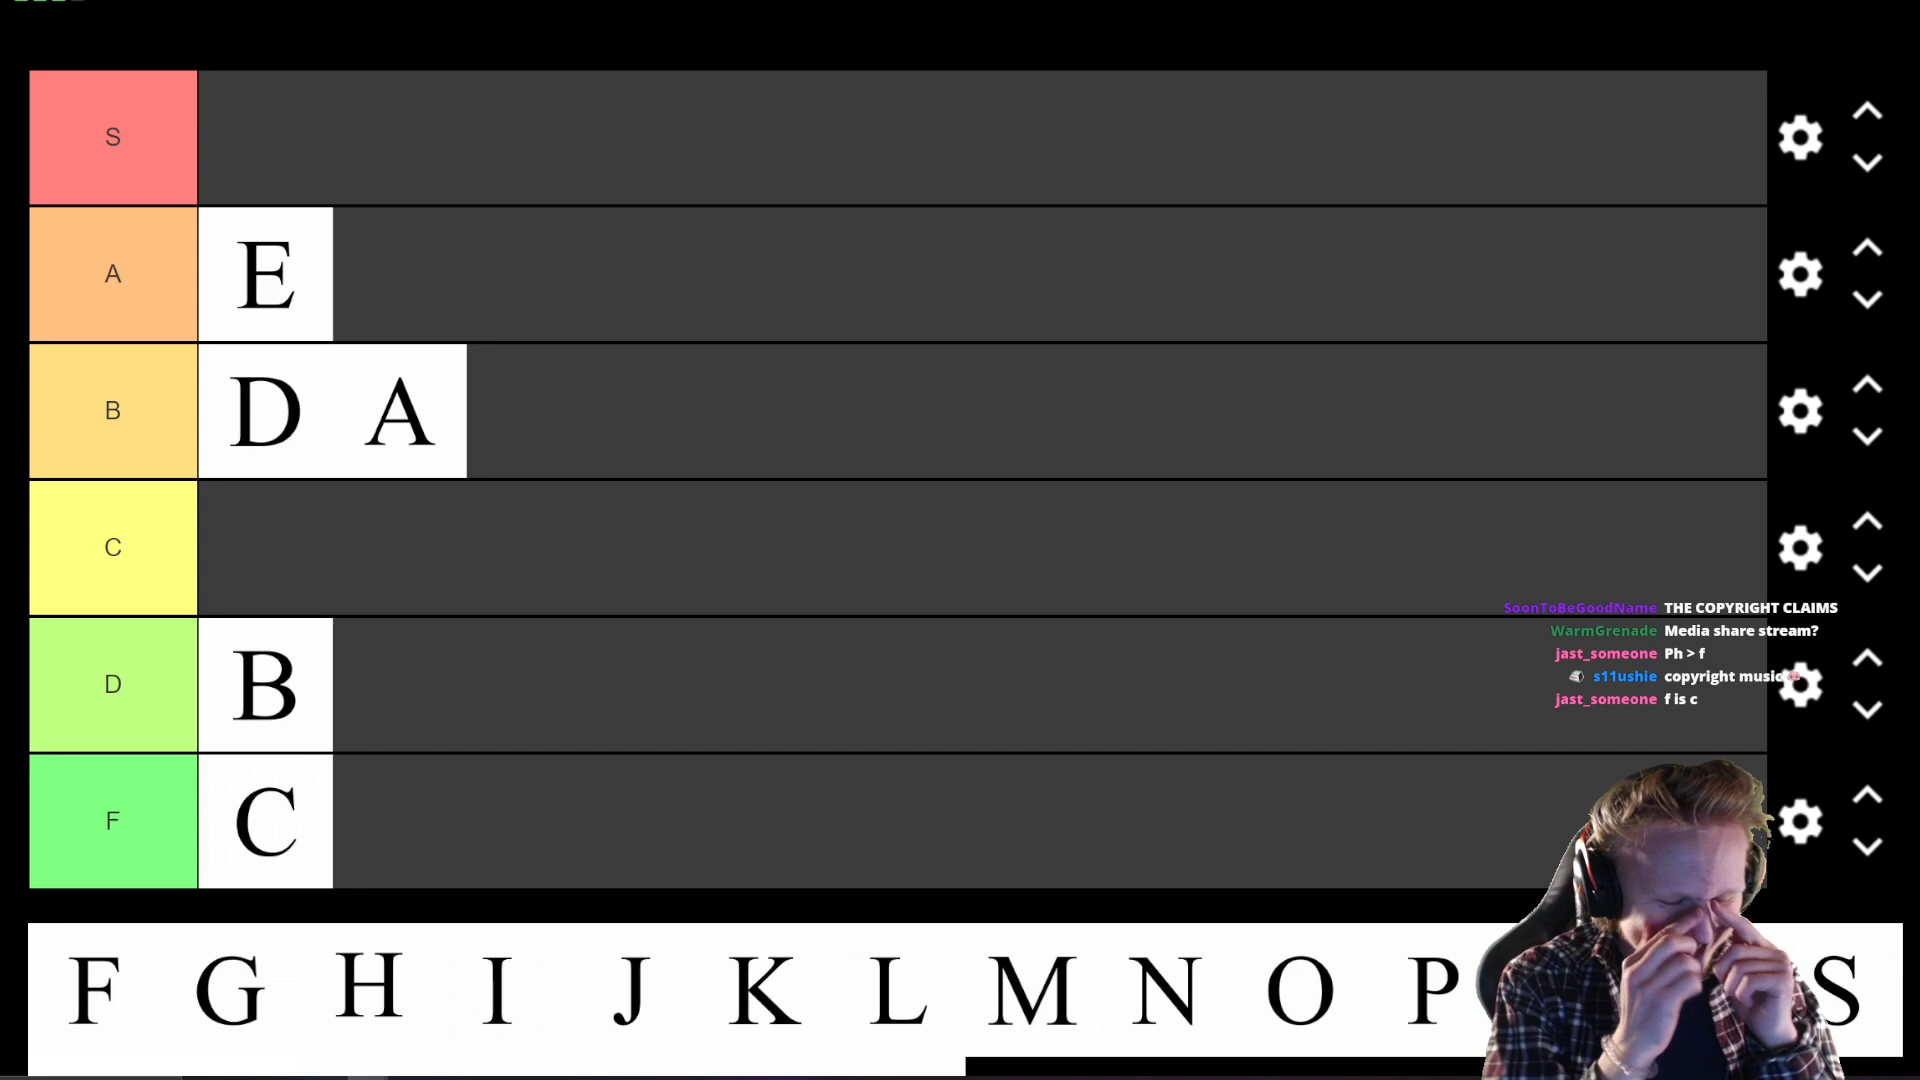 S
A E
B D A
C
D B
F C
SoonToBeGoodName THE COPYRIGHT CLAIMS
WarmGrenade Media share stream?
jast_someone Ph > f
s11ushie copyright music
jast_someone f is c
F G H I J K L M N O P S